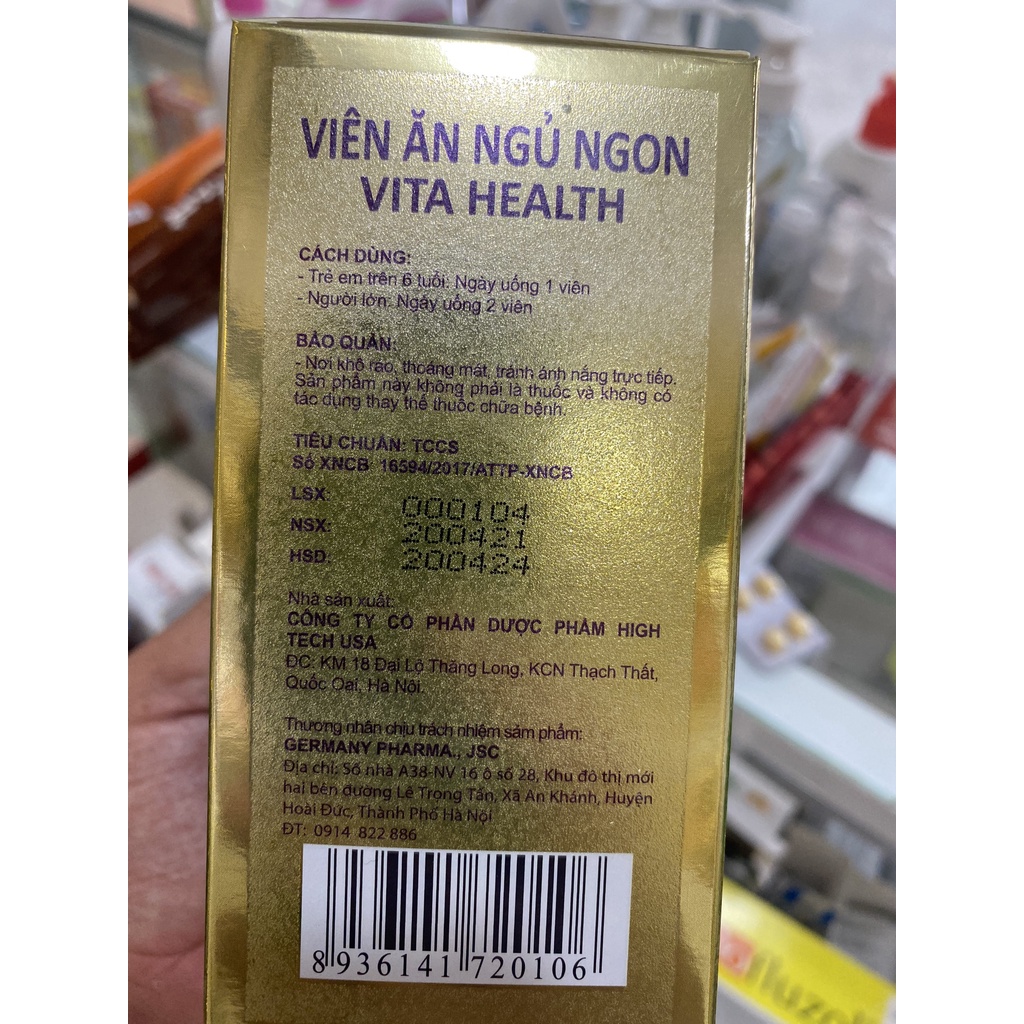 VIÊN ĂN NGỦ NGON
VITA HEALTH
CÁCH DÙNG:
- Trẻ em trên 6 tuổi: Ngày uống 1 viên
- Người lớn: Ngày uống 2 viên
BẢO QUẢN:
- Nơi khô rao, thoáng mát, tránh ánh nắng trực tiếp.
Sản phẩm này không phải là thuốc và không có
tác dụng thay thế thuốc chữa bệnh.
TIÊU CHUẨN: TCCS
Số XNCB 16594/2017/ATTP-XNCB
LSX: 000104
NSX: 200421
HSD: 200424
Nhà sản xuất:
CÔNG TY CỔ PHẦN DƯỢC PHẨM HIGH
TECH USA
ĐC: KM 18 Đại Lộ Thăng Long, KCN Thạch Thất,
Quốc Oai, Hà Nội.
Thương nhân chịu trách nhiệm sảm phẩm:
GERMANY PHARMA., JSC
Địa chỉ: Số nhà A38-NV 16 ô số 28, Khu đô thị mới
hai bên đường Lê Trọng Tấn, Xã An Khánh, Huyện
Hoài Đức, Thành Phố Hà Nội
ĐT: 0914 822 886
8936141720106